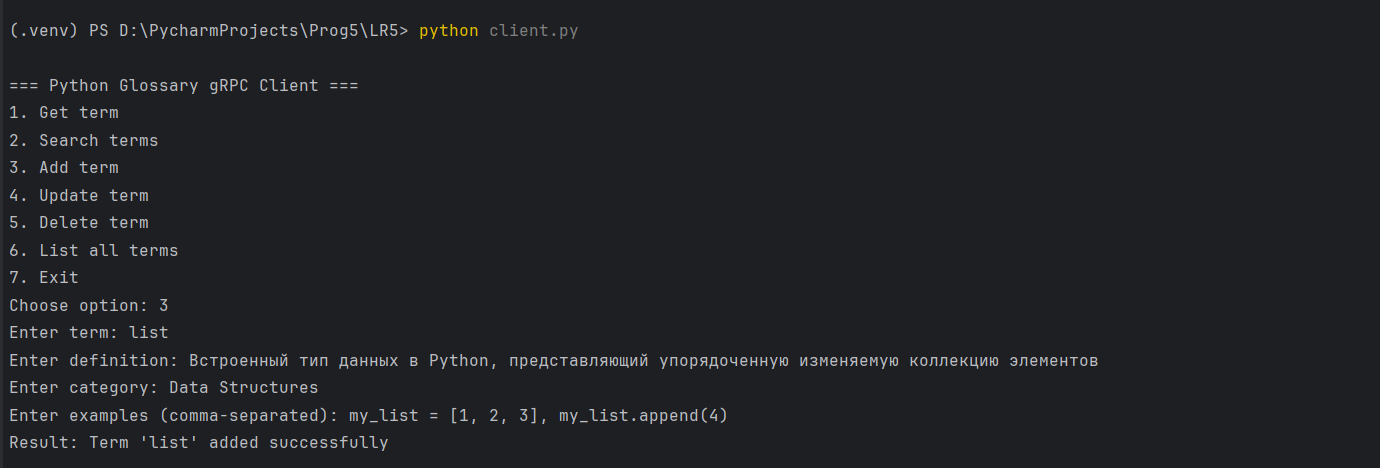 (.venv) PS D:\PycharmProjects\Prog5\LR5> python client.py
=== Python Glossary gRPC Client ===
1. Get term
2. Search terms
3. Add term
4. Update term
5. Delete term
6. List all terms
7. Exit
Choose option: 3
Enter term: list
Enter definition: Встроенный тип данных в Python, представляющий упорядоченную изменяемую коллекцию элементов
Enter category: Data Structures
Enter examples (comma-separated): my_list = [1, 2, 3], my_list.append(4)
Result: Term 'list' added successfully